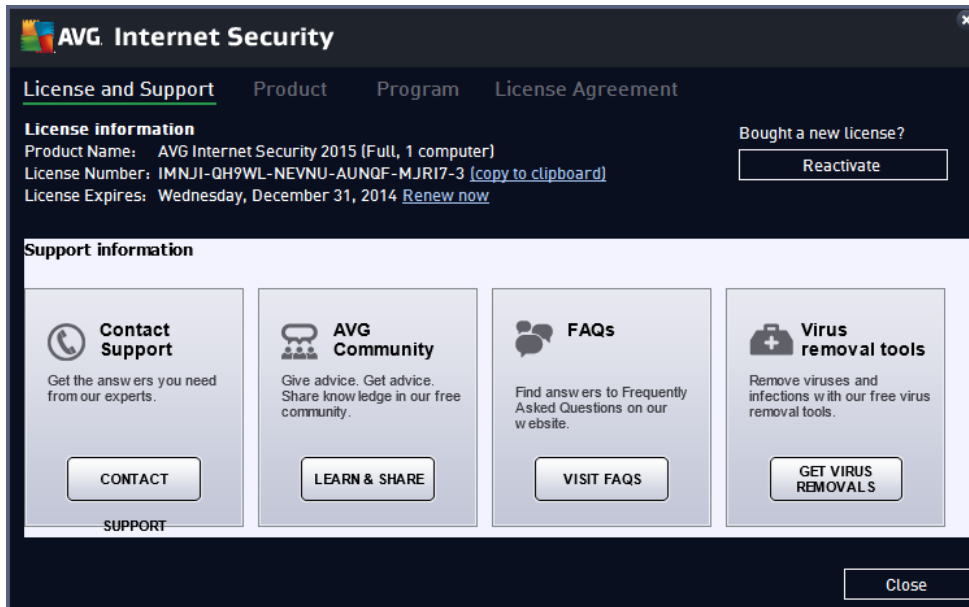 AVG. Internet Security
License and Support Product Program License Agreement
License information
Product Name: AVG Internet Security 2015 (Full, 1 computer)
License Number: IMNJI-QH9WL-NEVNU-AUNQF-MJRI7-3 (copy to clipboard)
License Expires: Wednesday, December 31, 2014 Renew now
Bought a new license?
Reactivate
Support information
Contact
Support
Get the answers you need
from our experts.
CONTACT
SUPPORT
AVG
Community
Give advice. Get advice.
Share knowledge in our free
community.
LEARN & SHARE
FAQs
Find answers to Frequently
Asked Questions on our
website.
VISIT FAQS
Virus
removal tools
Remove viruses and
infections with our free virus
removal tools.
GET VIRUS
REMOVALS
Close